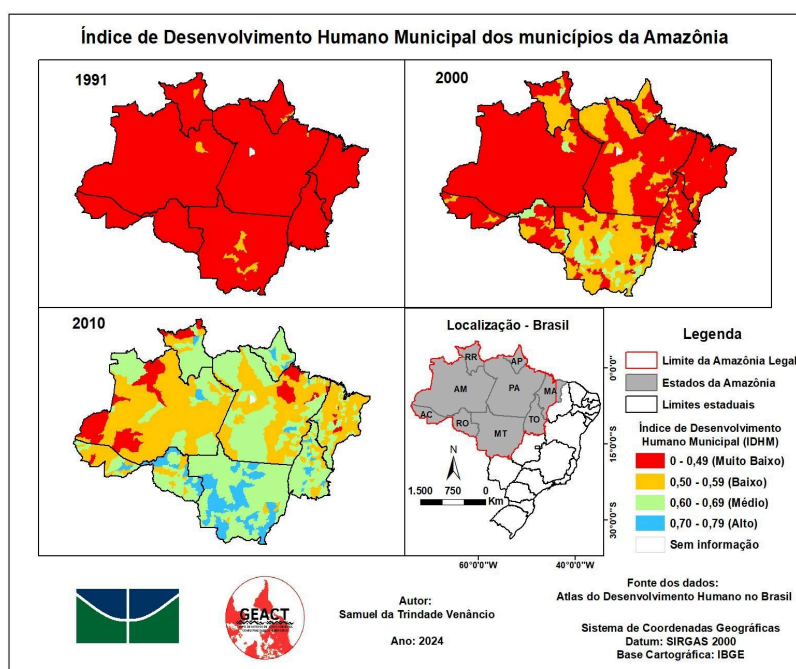 Índice de Desenvolvimento Humano Municipal dos municípios da Amazônia
1991
2000
2010
Localização - Brasil
RR
AP
AM
PA
MA
AC
RO
TO
MT
N
1.500 750 0
Km
0°0'0"
15°0'0"S
30°0'0"S
60°0'0"W 40°0'0"W
Legenda
Limite da Amazônia Legal
Estados da Amazônia
Limites estaduais
Índice de Desenvolvimento
Humano Municipal (IDHM)
0 - 0,49 (Muito Baixo)
0,50 - 0,59 (Baixo)
0,60 - 0,69 (Médio)
0,70 - 0,79 (Alto)
Sem informação
GEACT
Autor:
Samuel da Trindade Venâncio
Ano: 2024
Fonte dos dados:
Atlas do Desenvolvimento Humano no Brasil
Sistema de Coordenadas Geográficas
Datum: SIRGAS 2000
Base Cartográfica: IBGE